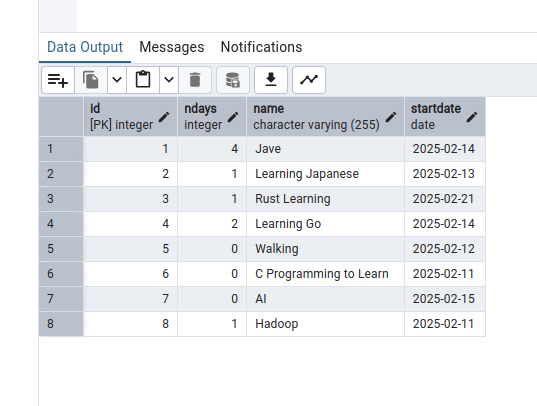 Data Output Messages Notifications
id ndays name startdate
[PK] integer integer character varying (255) date
1 1 4 Jave 2025-02-14
2 2 1 Learning Japanese 2025-02-13
3 3 1 Rust Learning 2025-02-21
4 4 2 Learning Go 2025-02-14
5 5 0 Walking 2025-02-12
6 6 0 C Programming to Learn 2025-02-11
7 7 0 AI 2025-02-15
8 8 1 Hadoop 2025-02-11